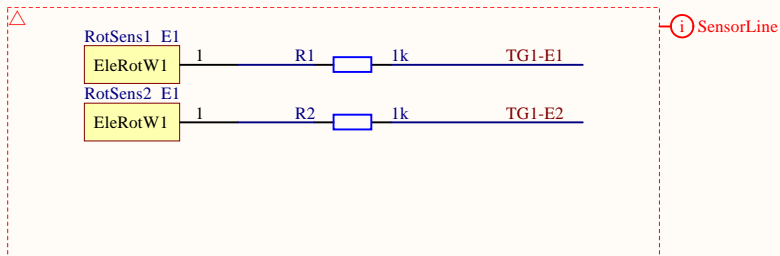 i SensorLine
RotSens1 E1
EleRotW1 1 R1 1k TG1-E1
RotSens2 E1
EleRotW1 1 R2 1k TG1-E2